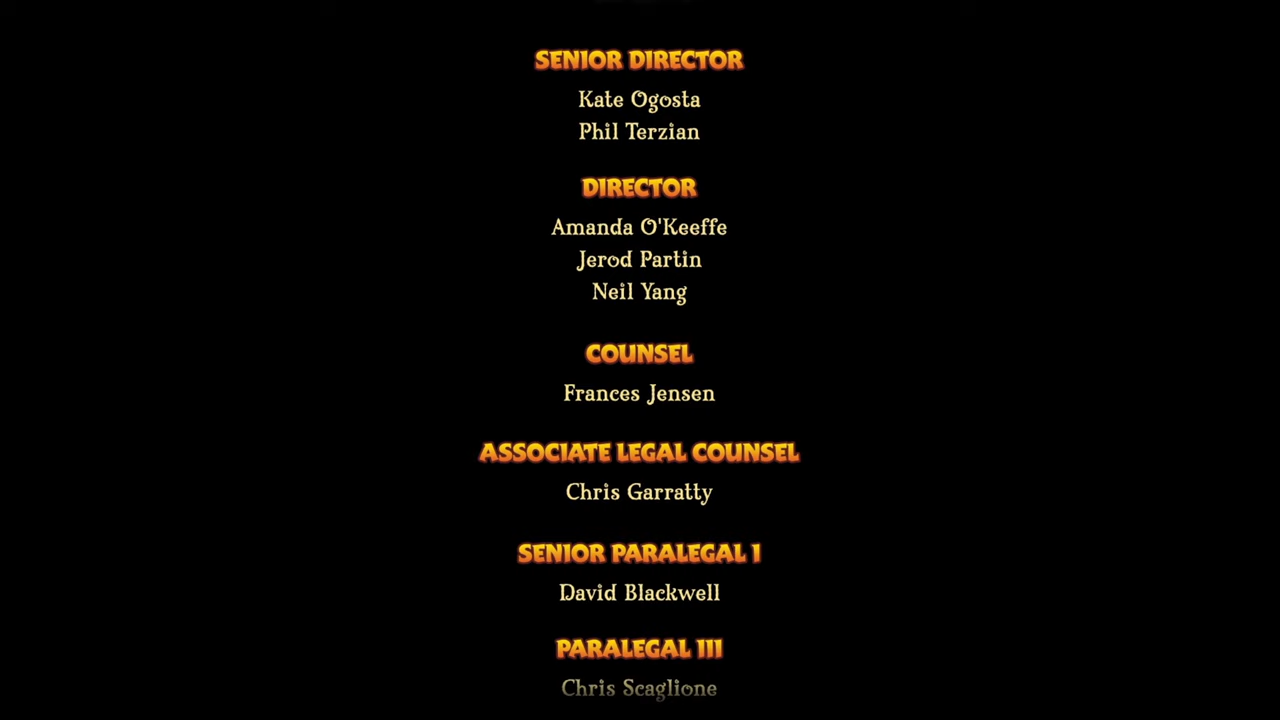 SENIOR DIRECTOR
Kate Ogosta
Phil Terzian
DIRECTOR
Amanda O'Keeffe
Jerod Partin
Neil Yang
COUNSEL
Frances Jensen
ASSOCIATE LEGAL COUNSEL
Chris Garratty
SENIOR PARALEGAL I
David Blackwell
PARALEGAL III
Chris Scaglione